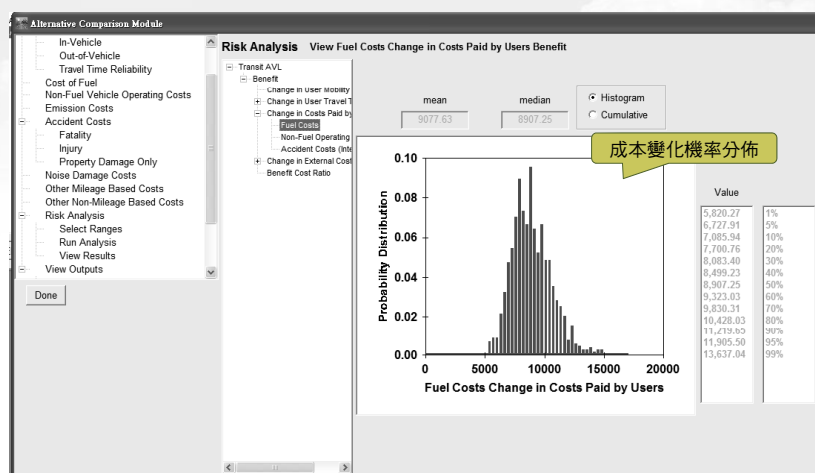 Alternative Comparison Module
In-Vehicle
Out-of-Vehicle
Travel Time Reliability
Cost of Fuel
Non-Fuel Vehicle Operating Costs
Emission Costs
Accident Costs
Fatality
Injury
Property Damage Only
Noise Damage Costs
Other Mileage Based Costs
Other Non-Mileage Based Costs
Risk Analysis
Select Ranges
Run Analysis
View Results
View Outputs
Done
Risk Analysis View Fuel Costs Change in Costs Paid by Users Benefit
Transit AVL
Benefit
Change in User Mobility
Change in User Travel T
Change in Costs Paid by
Fuel Costs
Non-Fuel Operating
Accident Costs (Inte
Change in External Cost
Benefit Cost Ratio
mean
9077.63
median
8907.25
Histogram
Cumulative
成本變化機率分佈
Probability Distribution
0.10
0.08
0.06
0.04
0.02
0.00
0 5000 10000 15000 20000
Fuel Costs Change in Costs Paid by Users
Value
5,820.27 1%
6,727.91 5%
7,085.94 10%
7,700.76 20%
8,083.40 30%
8,499.23 40%
8,907.25 50%
9,323.03 60%
9,830.31 70%
10,428.03 80%
11,219.65 90%
11,905.50 95%
13,637.04 99%